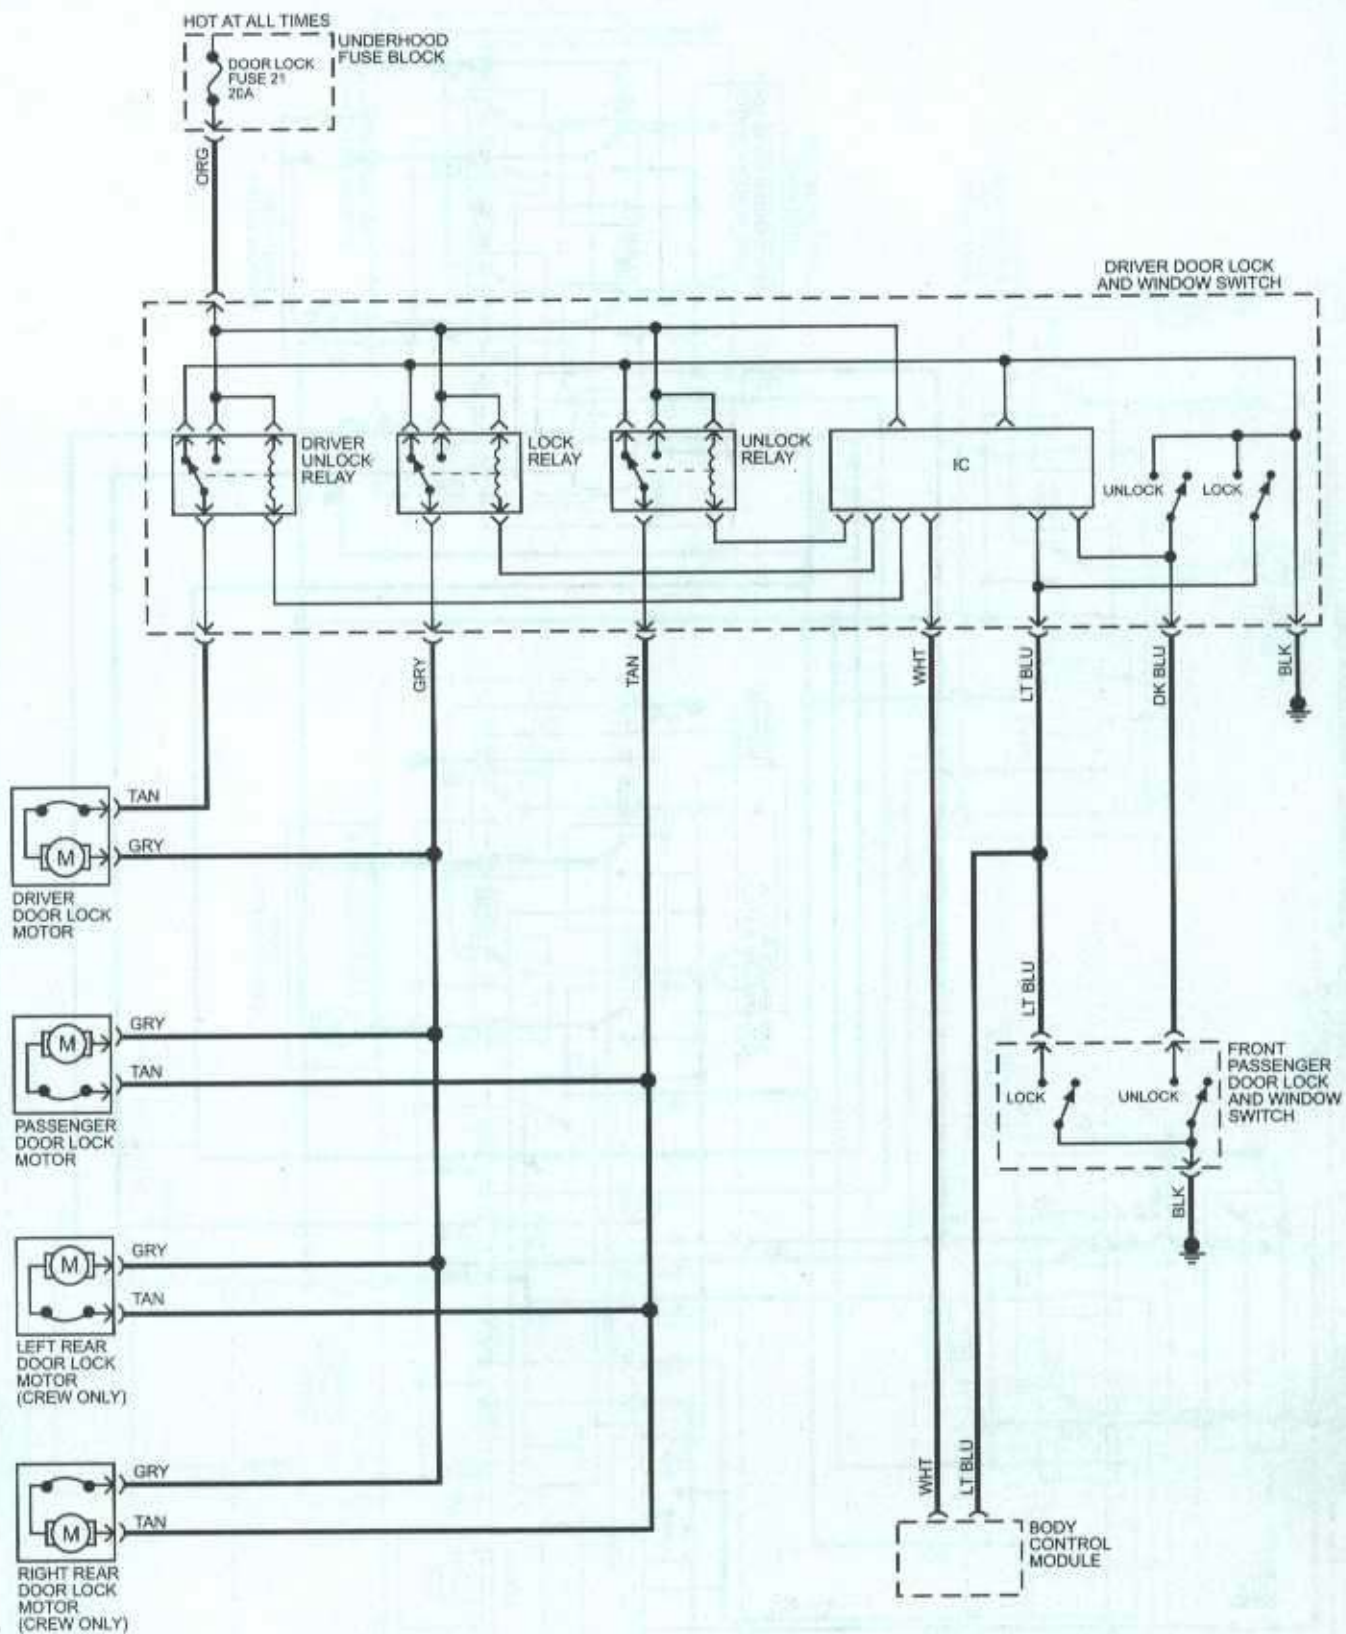 HOT AT ALL TIMES
UNDERHOOD
FUSE BLOCK
DOOR LOCK
FUSE 21
20A
ORG
DRIVER DOOR LOCK
AND WINDOW SWITCH
DRIVER
UNLOCK
RELAY
LOCK
RELAY
UNLOCK
RELAY
IC
UNLOCK
LOCK
GRY
TAN
WHT
LT BLU
DK BLU
BLK
TAN
GRY
M
DRIVER
DOOR LOCK
MOTOR
LT BLU
GRY
M
TAN
PASSENGER
DOOR LOCK
MOTOR
FRONT
PASSENGER
DOOR LOCK
AND WINDOW
SWITCH
LOCK
UNLOCK
BLK
GRY
M
TAN
LEFT REAR
DOOR LOCK
MOTOR
(CREW ONLY)
GRY
TAN
M
RIGHT REAR
DOOR LOCK
MOTOR
(CREW ONLY)
WHT
LT BLU
BODY
CONTROL
MODULE